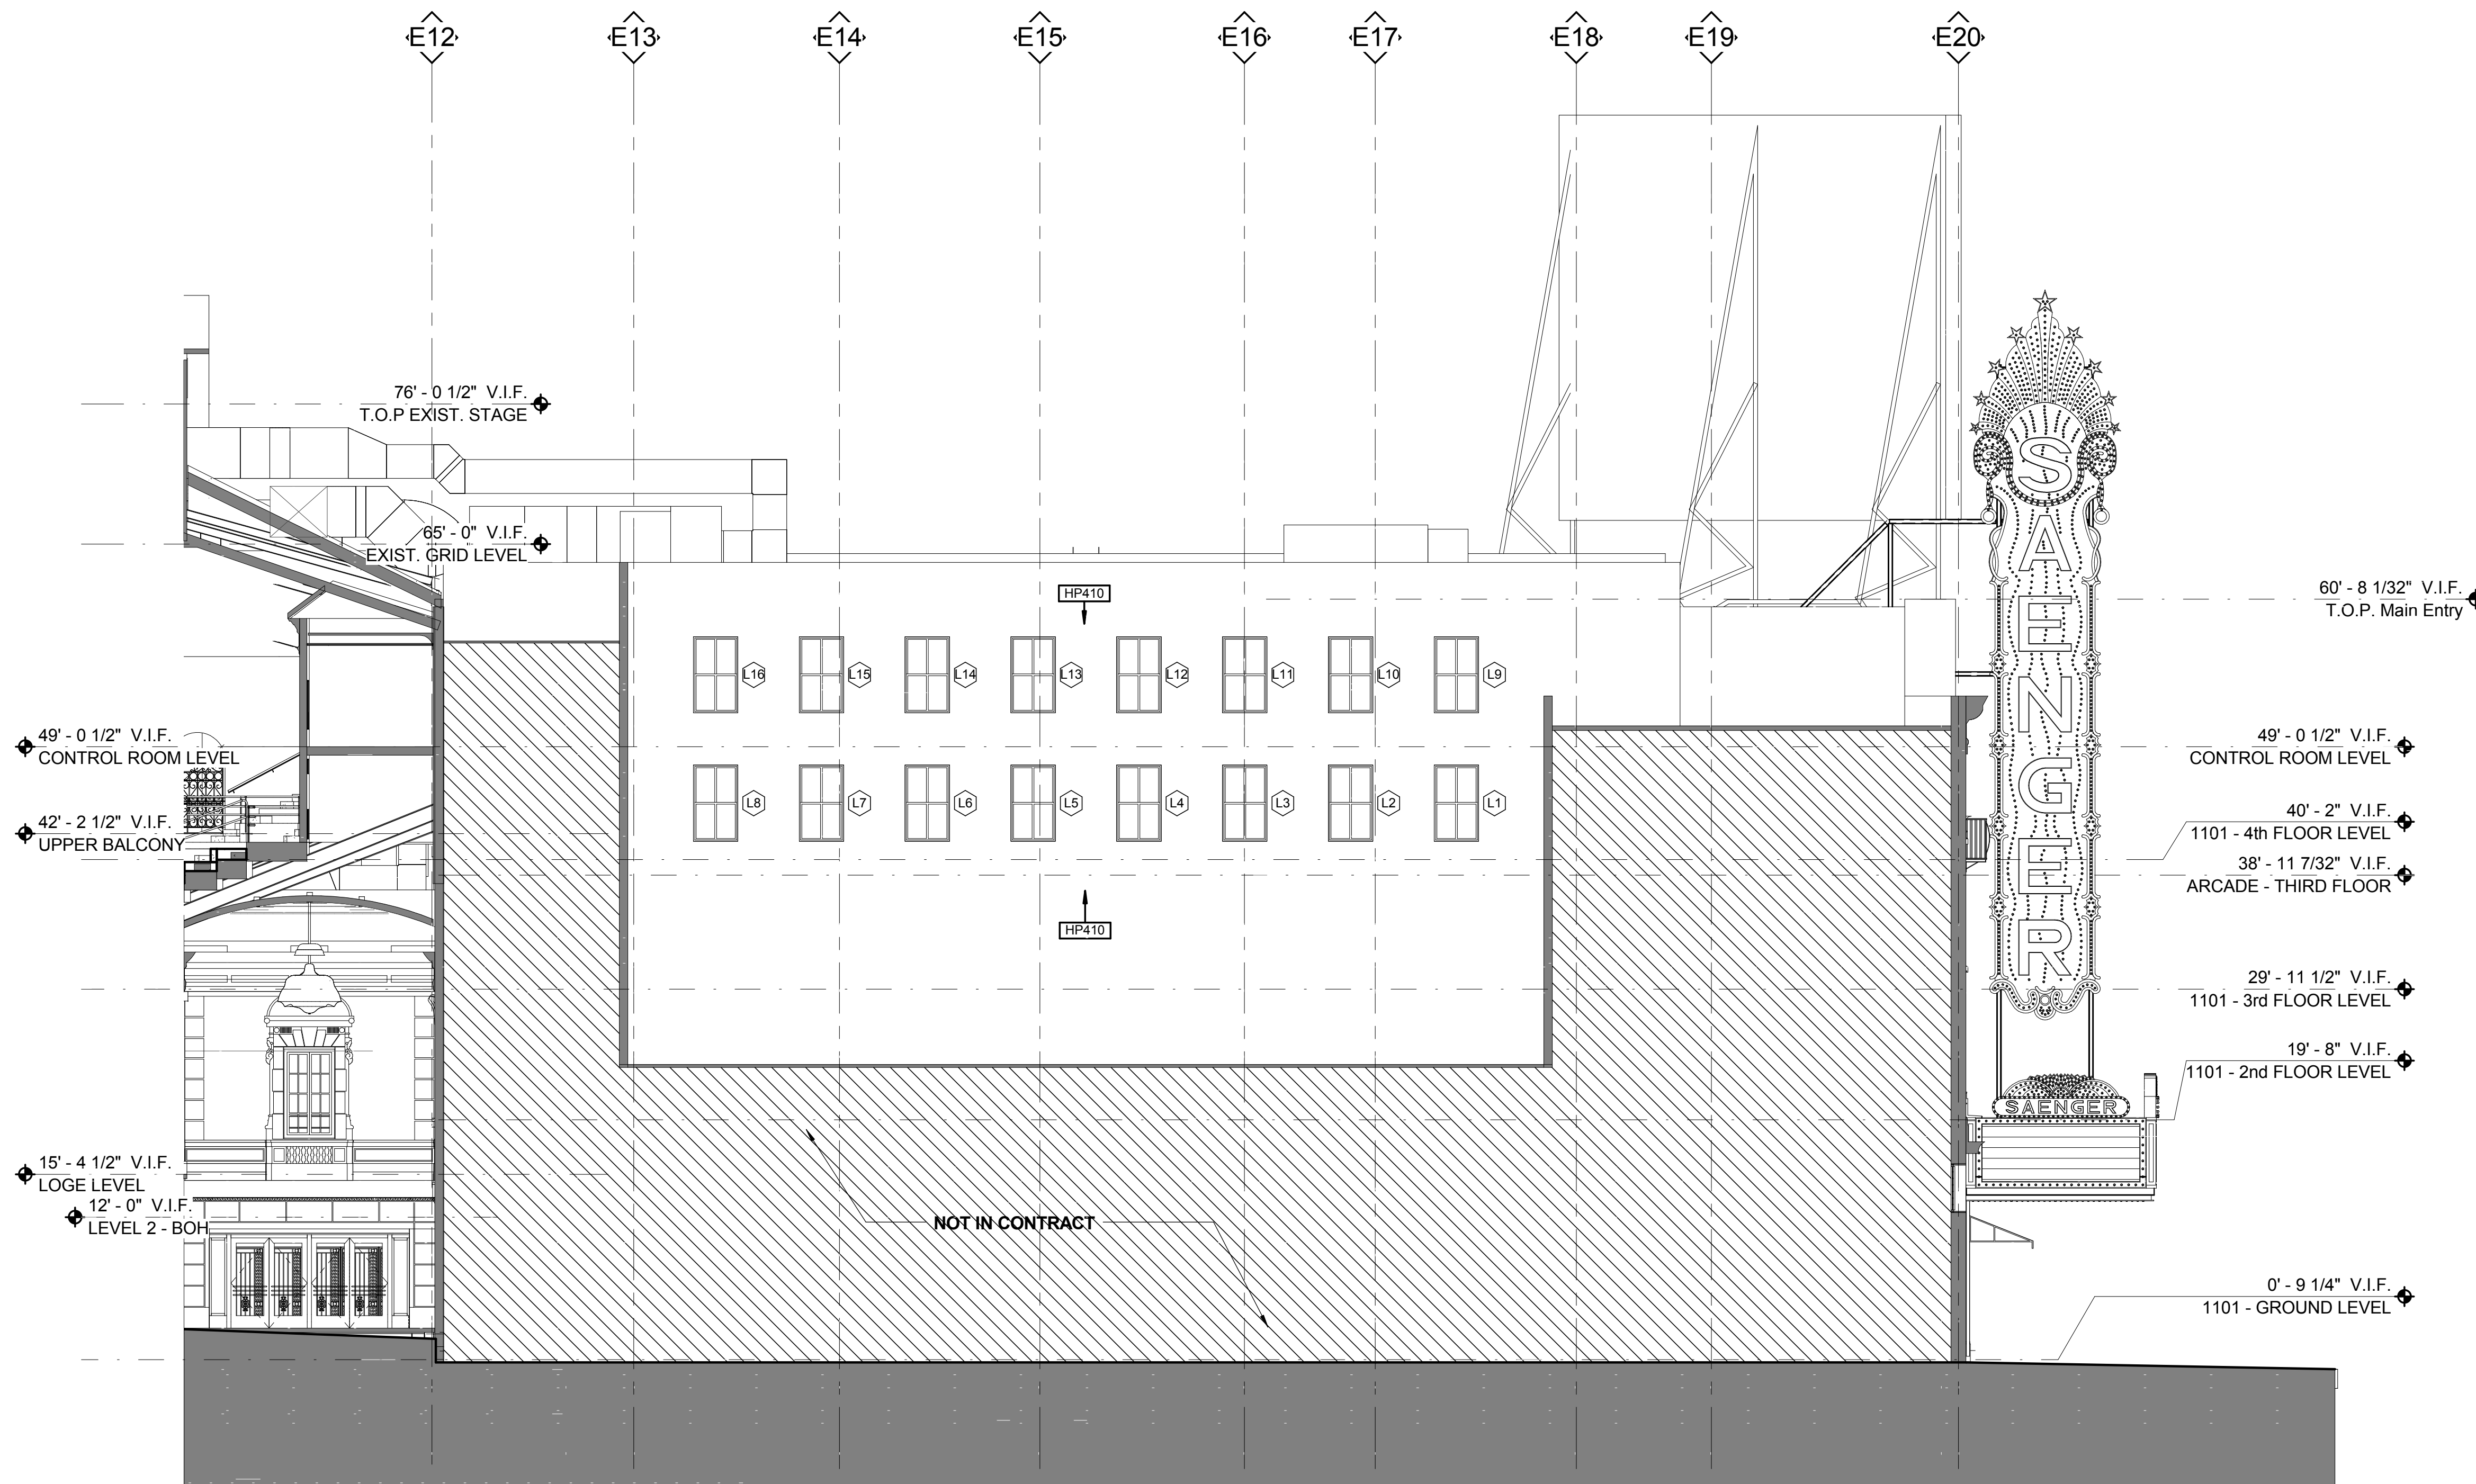 E12 E13 E14 E15 E16 E17 E18 E19 E20
76' - 0 1/2" V.I.F.
T.O.P EXIST. STAGE
65' - 0" V.I.F.
EXIST. GRID LEVEL
49' - 0 1/2" V.I.F.
CONTROL ROOM LEVEL
42' - 2 1/2" V.I.F.
UPPER BALCONY
15' - 4 1/2" V.I.F.
LOGE LEVEL
12' - 0" V.I.F.
LEVEL 2 - BOH
HP410
L16 L15 L14 L13 L12 L11 L10 L9
L8 L7 L6 L5 L4 L3 L2 L1
HP410
NOT IN CONTRACT
S
A
E
N
G
E
R
SAENGER
60' - 8 1/32" V.I.F.
T.O.P. Main Entry
49' - 0 1/2" V.I.F.
CONTROL ROOM LEVEL
40' - 2" V.I.F.
1101 - 4th FLOOR LEVEL
38' - 11 7/32" V.I.F.
ARCADE - THIRD FLOOR
29' - 11 1/2" V.I.F.
1101 - 3rd FLOOR LEVEL
19' - 8" V.I.F.
1101 - 2nd FLOOR LEVEL
0' - 9 1/4" V.I.F.
1101 - GROUND LEVEL